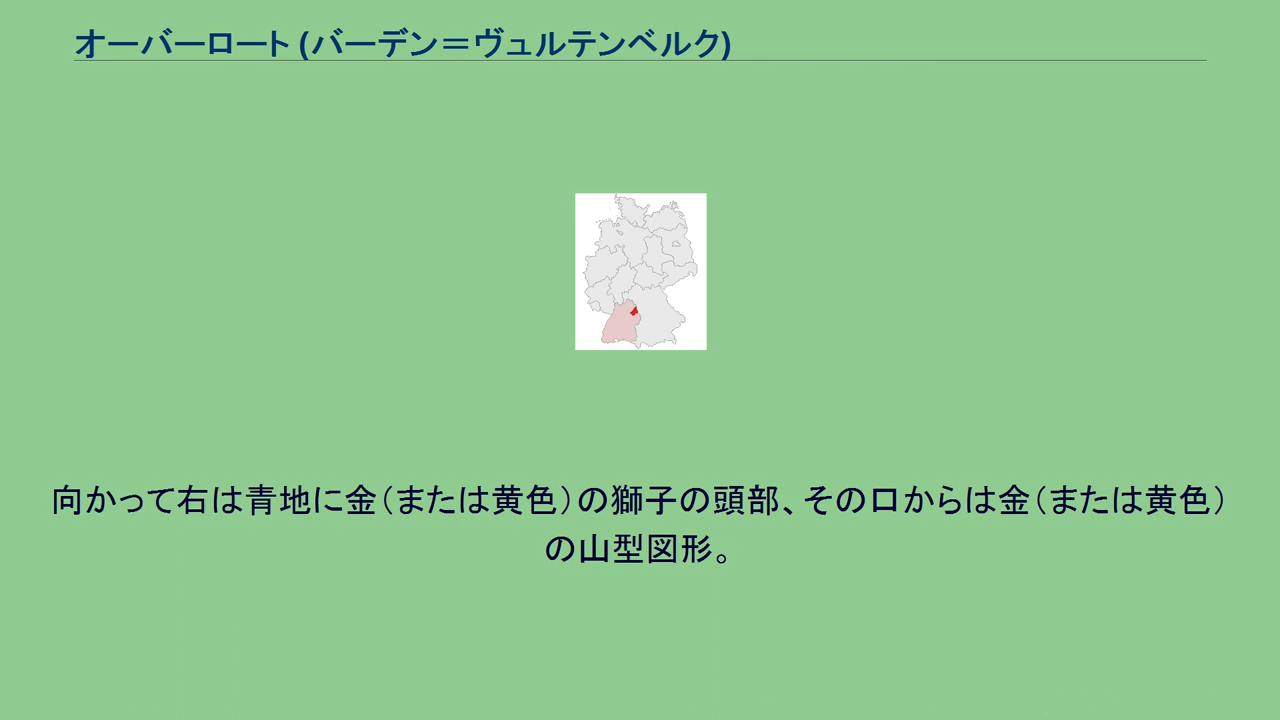 オーバーロート (バーデン＝ヴュルテンベルク)
向かって右は青地に金（または黄色）の獅子の頭部、その口からは金（または黄色）
の山型図形。